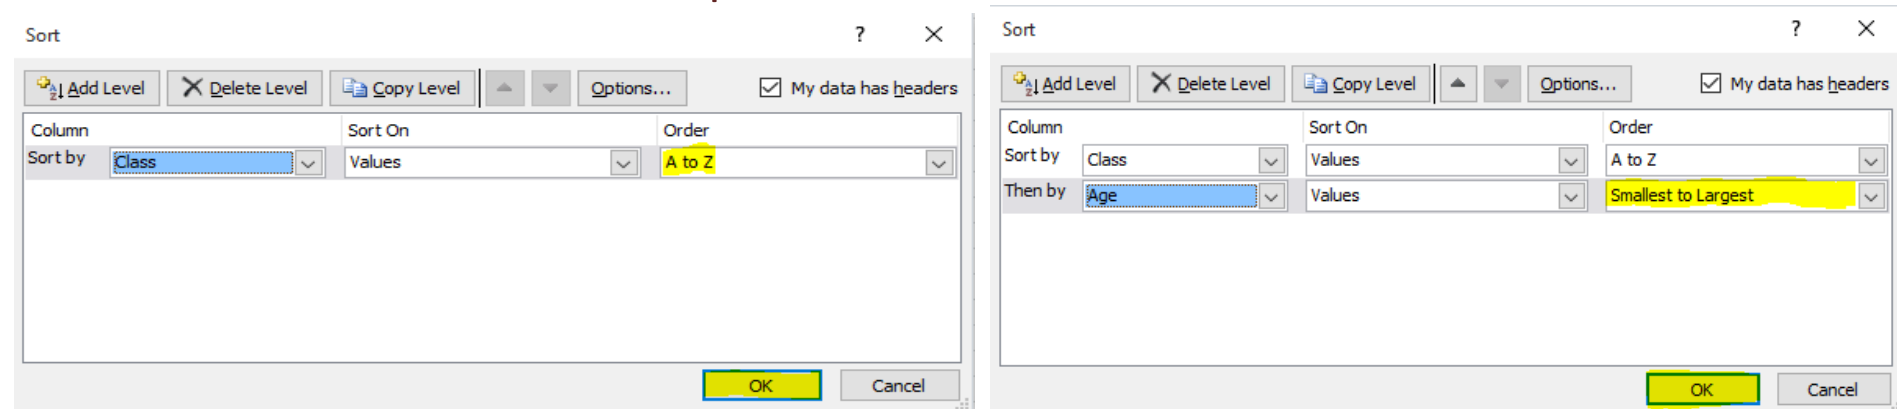 Sort ? X
Add Level Delete Level Copy Level Options... My data has headers
Column Sort On Order
Sort by Class Values A to Z
OK Cancel
Sort ? X
Add Level Delete Level Copy Level Options... My data has headers
Column Sort On Order
Sort by Class Values A to Z
Then by Age Values Smallest to Largest
OK Cancel